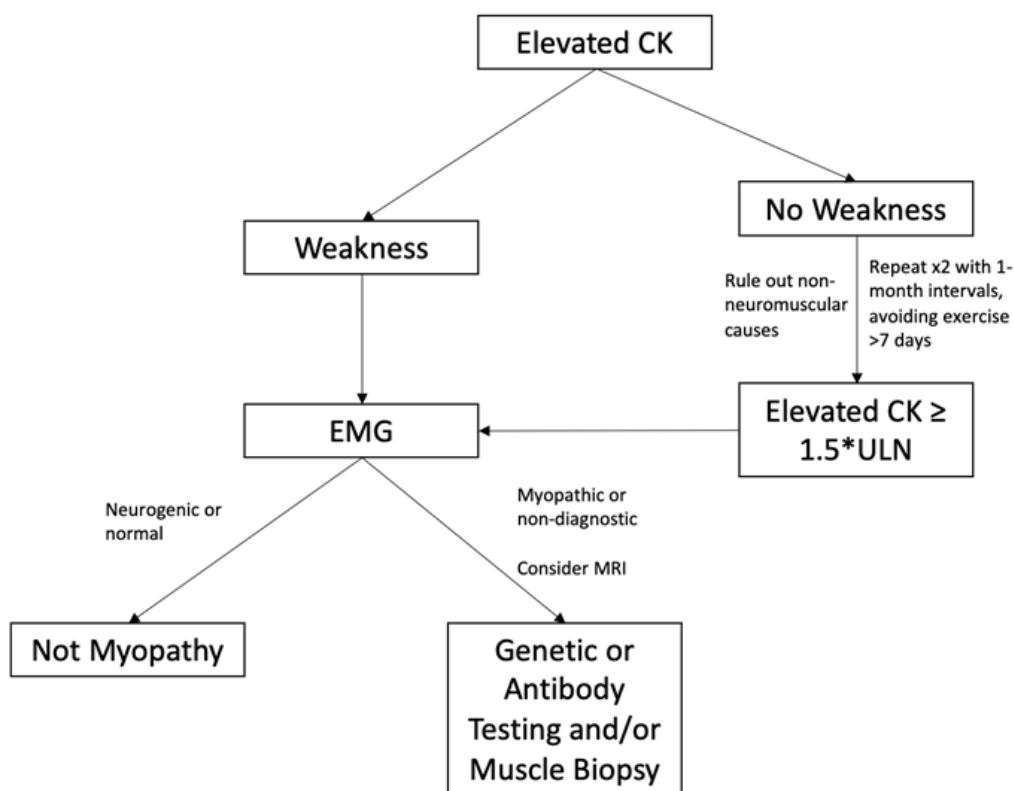 Elevated CK
Weakness
No Weakness
Rule out non-
neuromuscular
causes
Repeat x2 with 1-
month intervals,
avoiding exercise
>7 days
EMG
Elevated CK ≥
1.5*ULN
Neurogenic or
normal
Myopathic or
non-diagnostic
Consider MRI
Not Myopathy
Genetic or
Antibody
Testing and/or
Muscle Biopsy